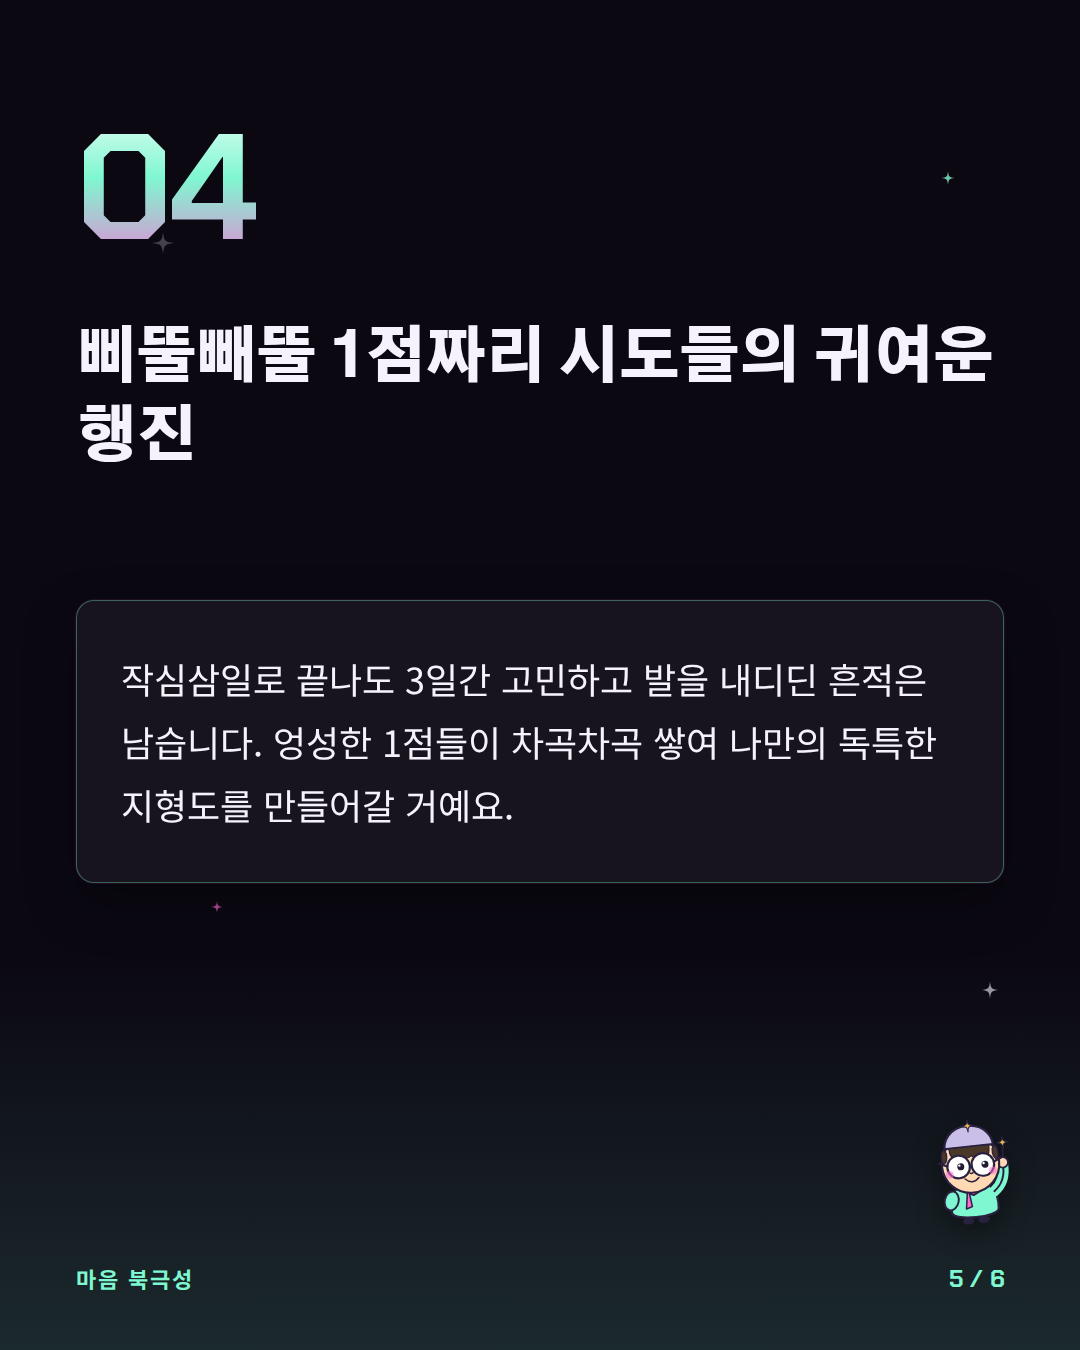 04
삐뚤빼뚤 1점짜리 시도들의 귀여운
행진
작심삼일로 끝나도 3일간 고민하고 발을 내디딘 흔적은
남습니다. 엉성한 1점들이 차곡차곡 쌓여 나만의 독특한
지형도를 만들어갈 거예요.
마음 북극성
5 / 6